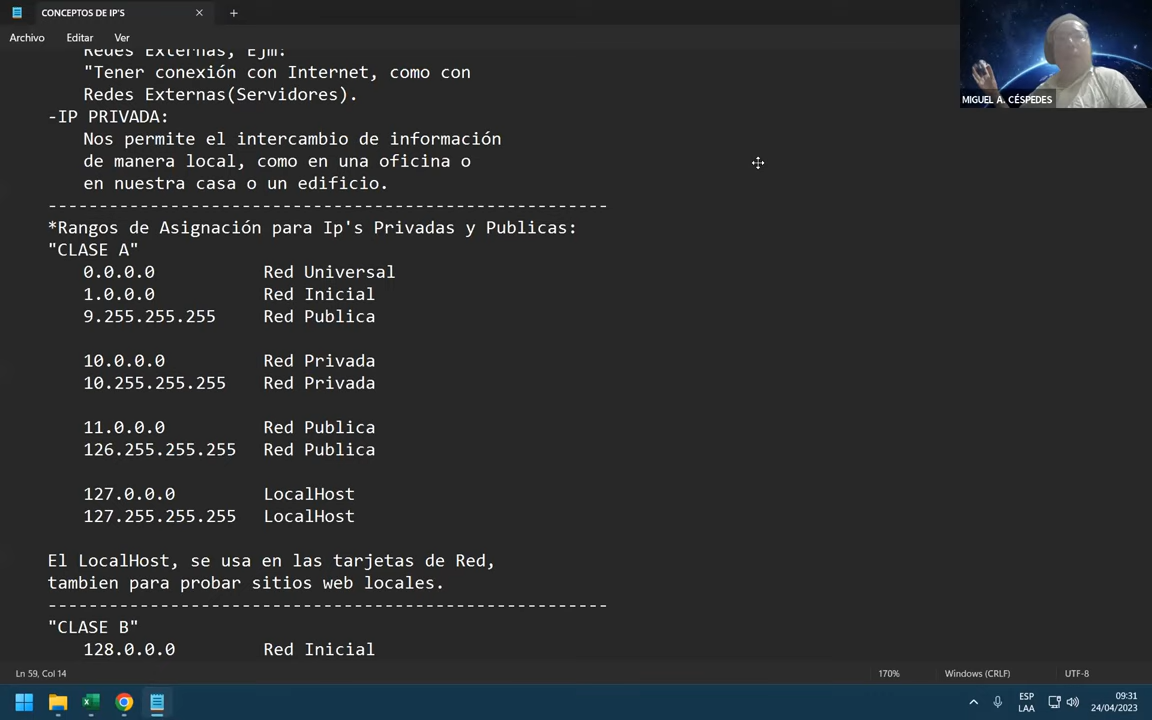 CONCEPTOS DE IP'S
Archivo Editar Ver
Redes Externas, Ejm:
"Tener conexión con Internet, como con
Redes Externas(Servidores).
-IP PRIVADA:
Nos permite el intercambio de información
de manera local, como en una oficina o
en nuestra casa o un edificio.
-------------------------------------------------------
*Rangos de Asignación para Ip's Privadas y Publicas:
"CLASE A"
0.0.0.0 Red Universal
1.0.0.0 Red Inicial
9.255.255.255 Red Publica
10.0.0.0 Red Privada
10.255.255.255 Red Privada
11.0.0.0 Red Publica
126.255.255.255 Red Publica
127.0.0.0 LocalHost
127.255.255.255 LocalHost
El LocalHost, se usa en las tarjetas de Red,
tambien para probar sitios web locales.
-------------------------------------------------------
"CLASE B"
128.0.0.0 Red Inicial
MIGUEL A. CÉSPEDES
Ln 59, Col 14 170% Windows (CRLF) UTF-8
ESP
LAA
09:31
24/04/2023